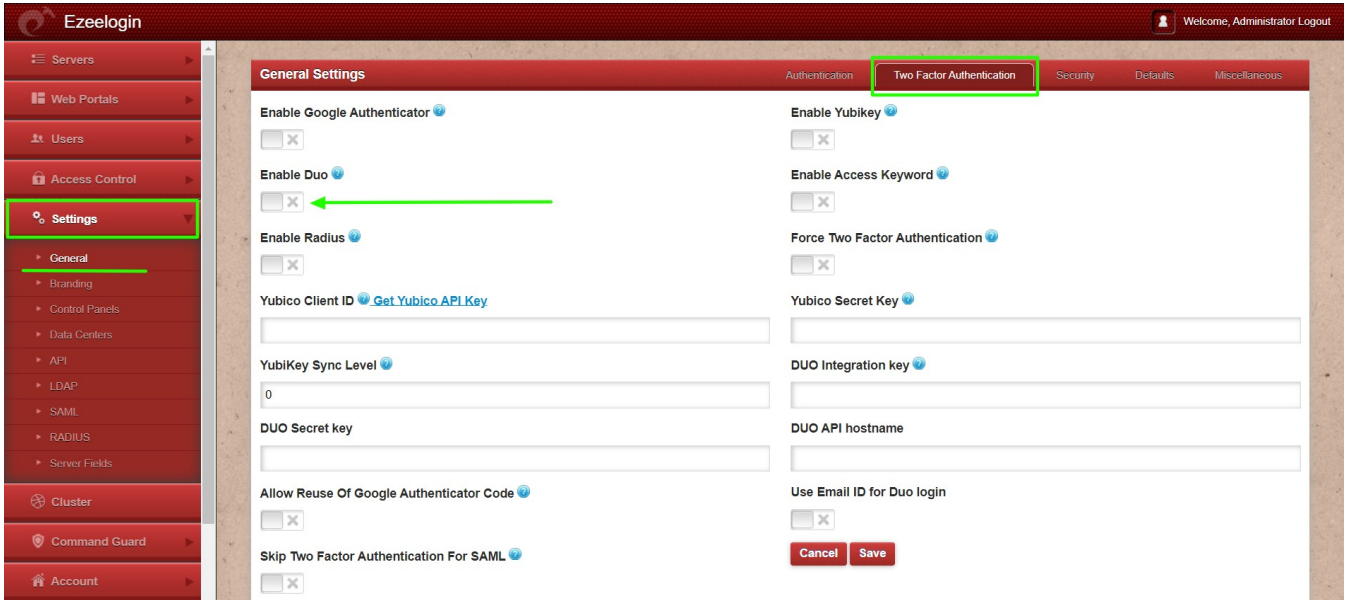 Ezeelogin
Welcome, Administrator Logout
Servers
Web Portals
Users
Access Control
Settings
General
Branding
Control Panels
Data Centers
API
LDAP
SAML
RADIUS
Server Fields
Cluster
Command Guard
Account
General Settings
Authentication
Two Factor Authentication
Security
Defaults
Miscellaneous
Enable Google Authenticator
Enable Yubikey
Enable Duo
Enable Access Keyword
Enable Radius
Force Two Factor Authentication
Yubico Client ID Get Yubico API Key
Yubico Secret Key
YubiKey Sync Level
0
DUO Integration key
DUO Secret key
DUO API hostname
Allow Reuse Of Google Authenticator Code
Use Email ID for Duo login
Skip Two Factor Authentication For SAML
Cancel
Save